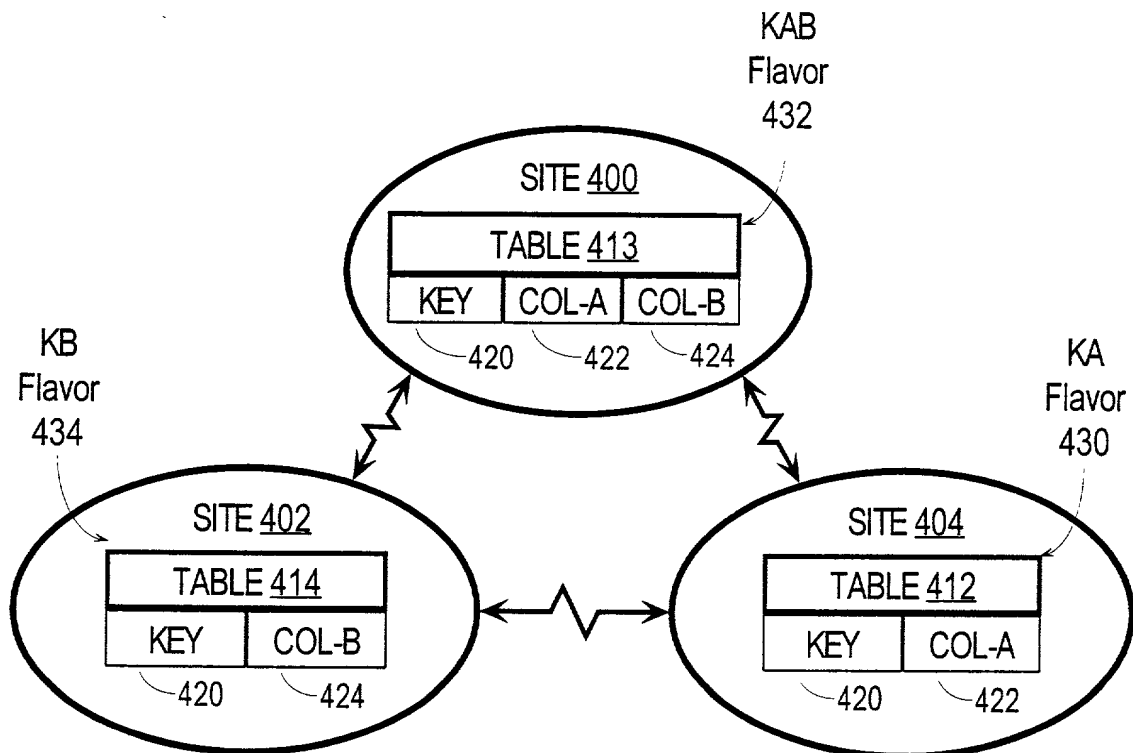 KAB
Flavor
432
SITE 400
TABLE 413
KEY COL-A COL-B
420 422 424
KB
Flavor
434
KA
Flavor
430
SITE 402
TABLE 414
KEY COL-B
420 424
SITE 404
TABLE 412
KEY COL-A
420 422